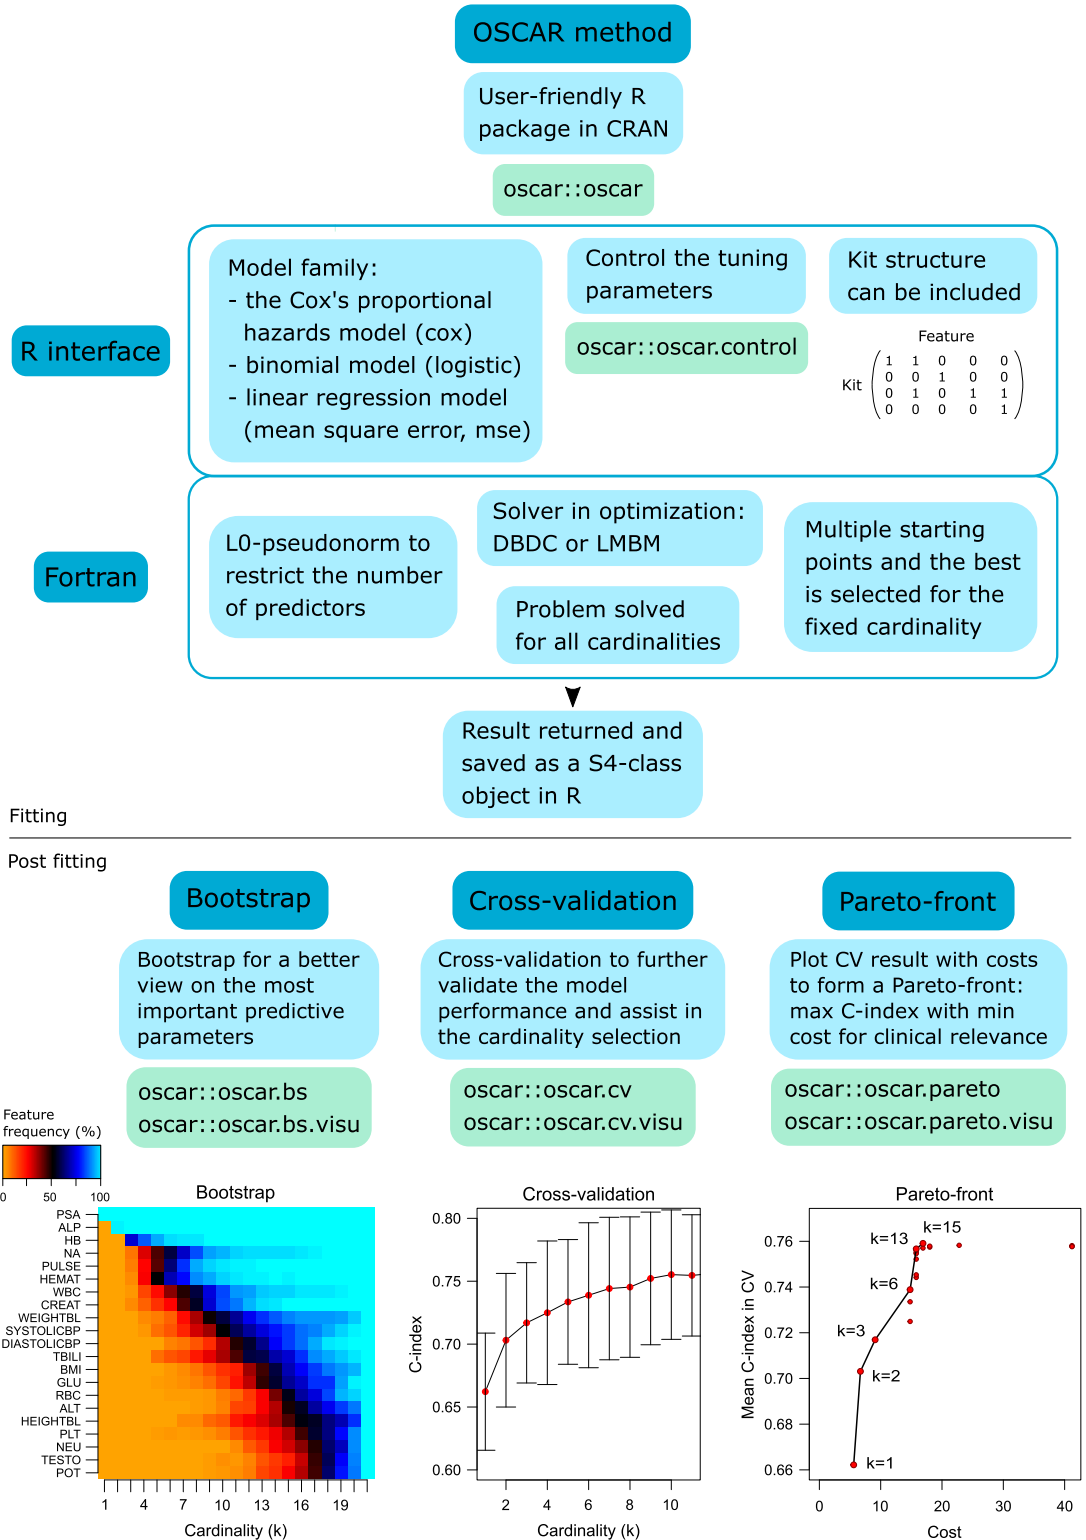 OSCAR method
User-friendly R
package in CRAN
oscar::oscar
R interface
Model family:
- the Cox's proportional
hazards model (cox)
- binomial model (logistic)
- linear regression model
(mean square error, mse)
Control the tuning
parameters
oscar::oscar.control
Kit structure
can be included
Feature
Kit
1 1 0 0 0
0 0 1 0 0
0 1 0 1 1
0 0 0 0 1
Fortran
L0-pseudonorm to
restrict the number
of predictors
Solver in optimization:
DBDC or LMBM
Problem solved
for all cardinalities
Multiple starting
points and the best
is selected for the
fixed cardinality
Result returned and
saved as a S4-class
object in R
Fitting
Post fitting
Bootstrap
Bootstrap for a better
view on the most
important predictive
parameters
oscar::oscar.bs
oscar::oscar.bs.visu
Cross-validation
Cross-validation to further
validate the model
performance and assist in
the cardinality selection
oscar::oscar.cv
oscar::oscar.cv.visu
Pareto-front
Plot CV result with costs
to form a Pareto-front:
max C-index with min
cost for clinical relevance
oscar::oscar.pareto
oscar::oscar.pareto.visu
Feature
frequency (%)
0 50 100
Bootstrap
PSA
ALP
HB
NA
PULSE
HEMAT
WBC
CREAT
WEIGHTBL
SYSTOLICBP
DIASTOLICBP
TBILI
BMI
GLU
RBC
ALT
HEIGHTBL
PLT
NEU
TESTO
POT
1 4 7 10 13 16 19
Cardinality (k)
Cross-validation
C-index
0.80
0.75
0.70
0.65
0.60
2 4 6 8 10
Cardinality (k)
Pareto-front
Mean C-index in CV
0.76
0.74
0.72
0.70
0.68
0.66
k=15
k=13
k=6
k=3
k=2
k=1
0 10 20 30 40
Cost